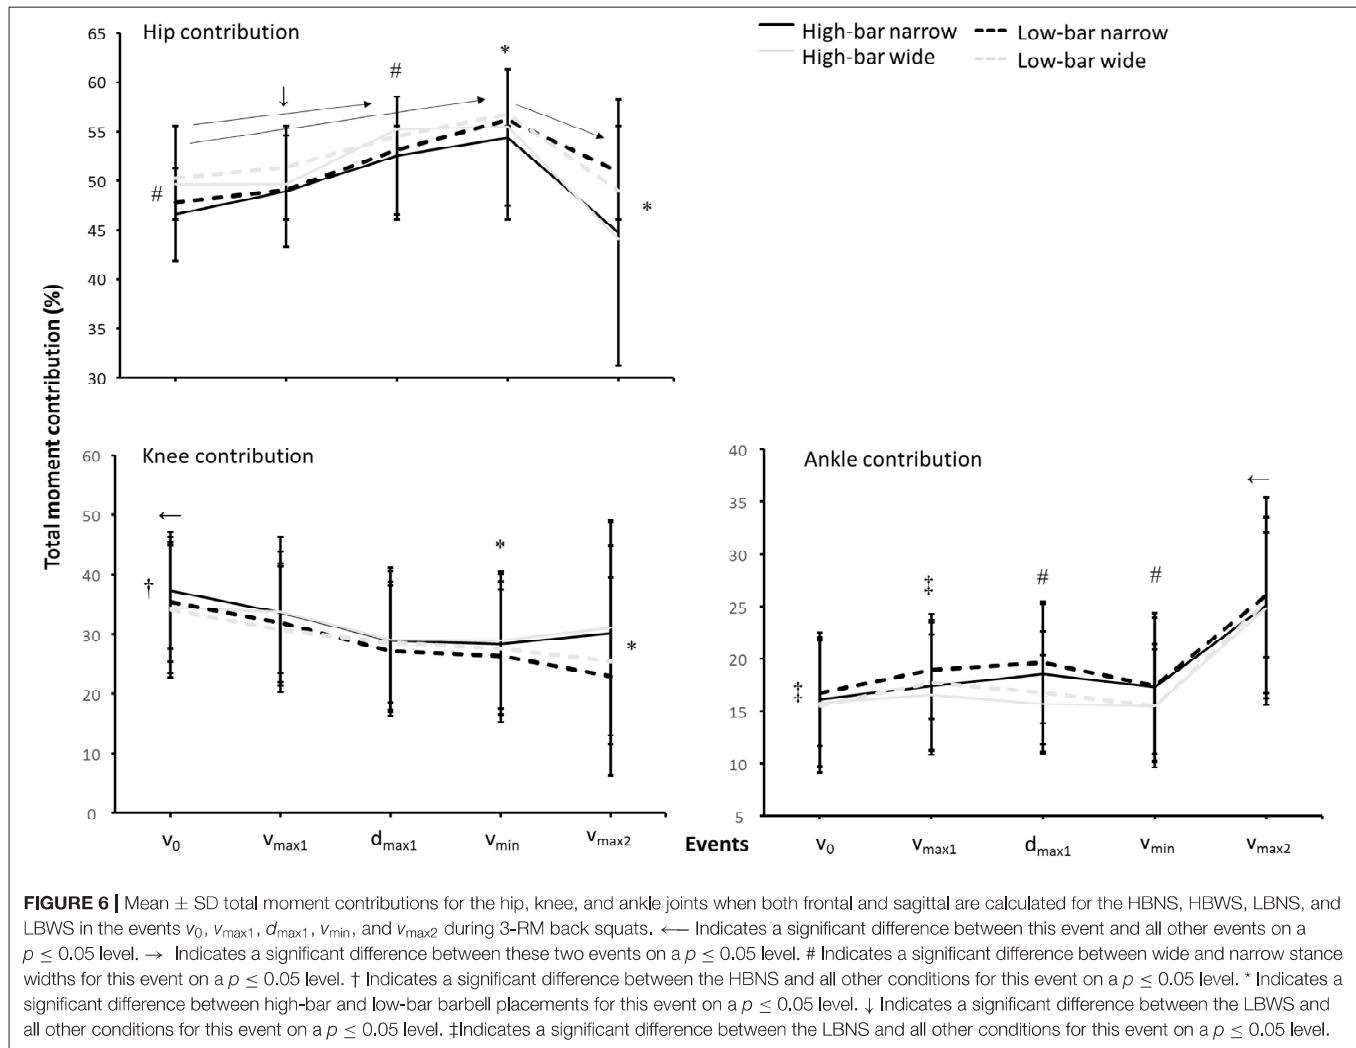 Hip contribution
High-bar narrow
Low-bar narrow
High-bar wide
Low-bar wide
65
60
55
50
45
40
35
30
# ↓ # * *
Total moment contribution (%)
Knee contribution
60
50
40
30
20
10
0
† ← * *
v0 vmax1 dmax1 vmin vmax2
Events
Ankle contribution
40
35
30
25
20
15
10
5
‡ ‡ # # ←
v0 vmax1 dmax1 vmin vmax2
FIGURE 6 | Mean ± SD total moment contributions for the hip, knee, and ankle joints when both frontal and sagittal are calculated for the HBNS, HBWS, LBNS, and
LBWS in the events v0, vmax1, dmax1, vmin, and vmax2 during 3-RM back squats. ← Indicates a significant difference between this event and all other events on a
p ≤ 0.05 level. → Indicates a significant difference between these two events on a p ≤ 0.05 level. # Indicates a significant difference between wide and narrow stance
widths for this event on a p ≤ 0.05 level. † Indicates a significant difference between the HBNS and all other conditions for this event on a p ≤ 0.05 level. * Indicates a
significant difference between high-bar and low-bar barbell placements for this event on a p ≤ 0.05 level. ↓ Indicates a significant difference between the LBWS and
all other conditions for this event on a p ≤ 0.05 level. ‡Indicates a significant difference between the LBNS and all other conditions for this event on a p ≤ 0.05 level.